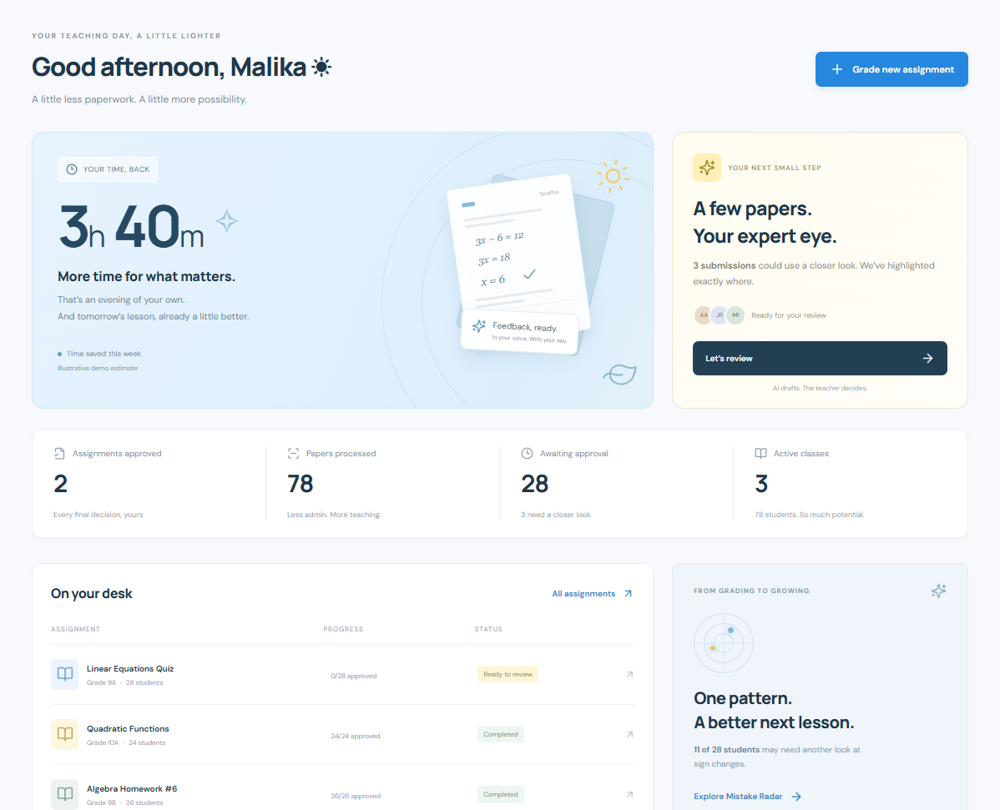 YOUR TEACHING DAY, A LITTLE LIGHTER
Good afternoon, Malika
A little less paperwork. A little more possibility.
Grade new assignment
YOUR TIME, BACK
3h 40m
More time for what matters.
That's an evening of your own.
And tomorrow's lesson, already a little better.
Time saved this week
Illustrative demo estimate
Tanaffus
3x − 6 = 12
3x = 18
x = 6
Feedback, ready.
In your voice. With your say.
YOUR NEXT SMALL STEP
A few papers.
Your expert eye.
3 submissions could use a closer look. We've highlighted
exactly where.
AA JR MI Ready for your review
Let's review
AI drafts. The teacher decides.
Assignments approved
2
Every final decision, yours
Papers processed
78
Less admin. More teaching.
Awaiting approval
28
3 need a closer look
Active classes
3
78 students. So much potential.
On your desk
All assignments
ASSIGNMENT PROGRESS STATUS
Linear Equations Quiz
Grade 9A · 28 students
0/28 approved
Ready to review
Quadratic Functions
Grade 10A · 24 students
24/24 approved
Completed
Algebra Homework #6
Grade 9B · 26 students
26/26 approved
Completed
FROM GRADING TO GROWING
One pattern.
A better next lesson.
11 of 28 students may need another look at
sign changes.
Explore Mistake Radar